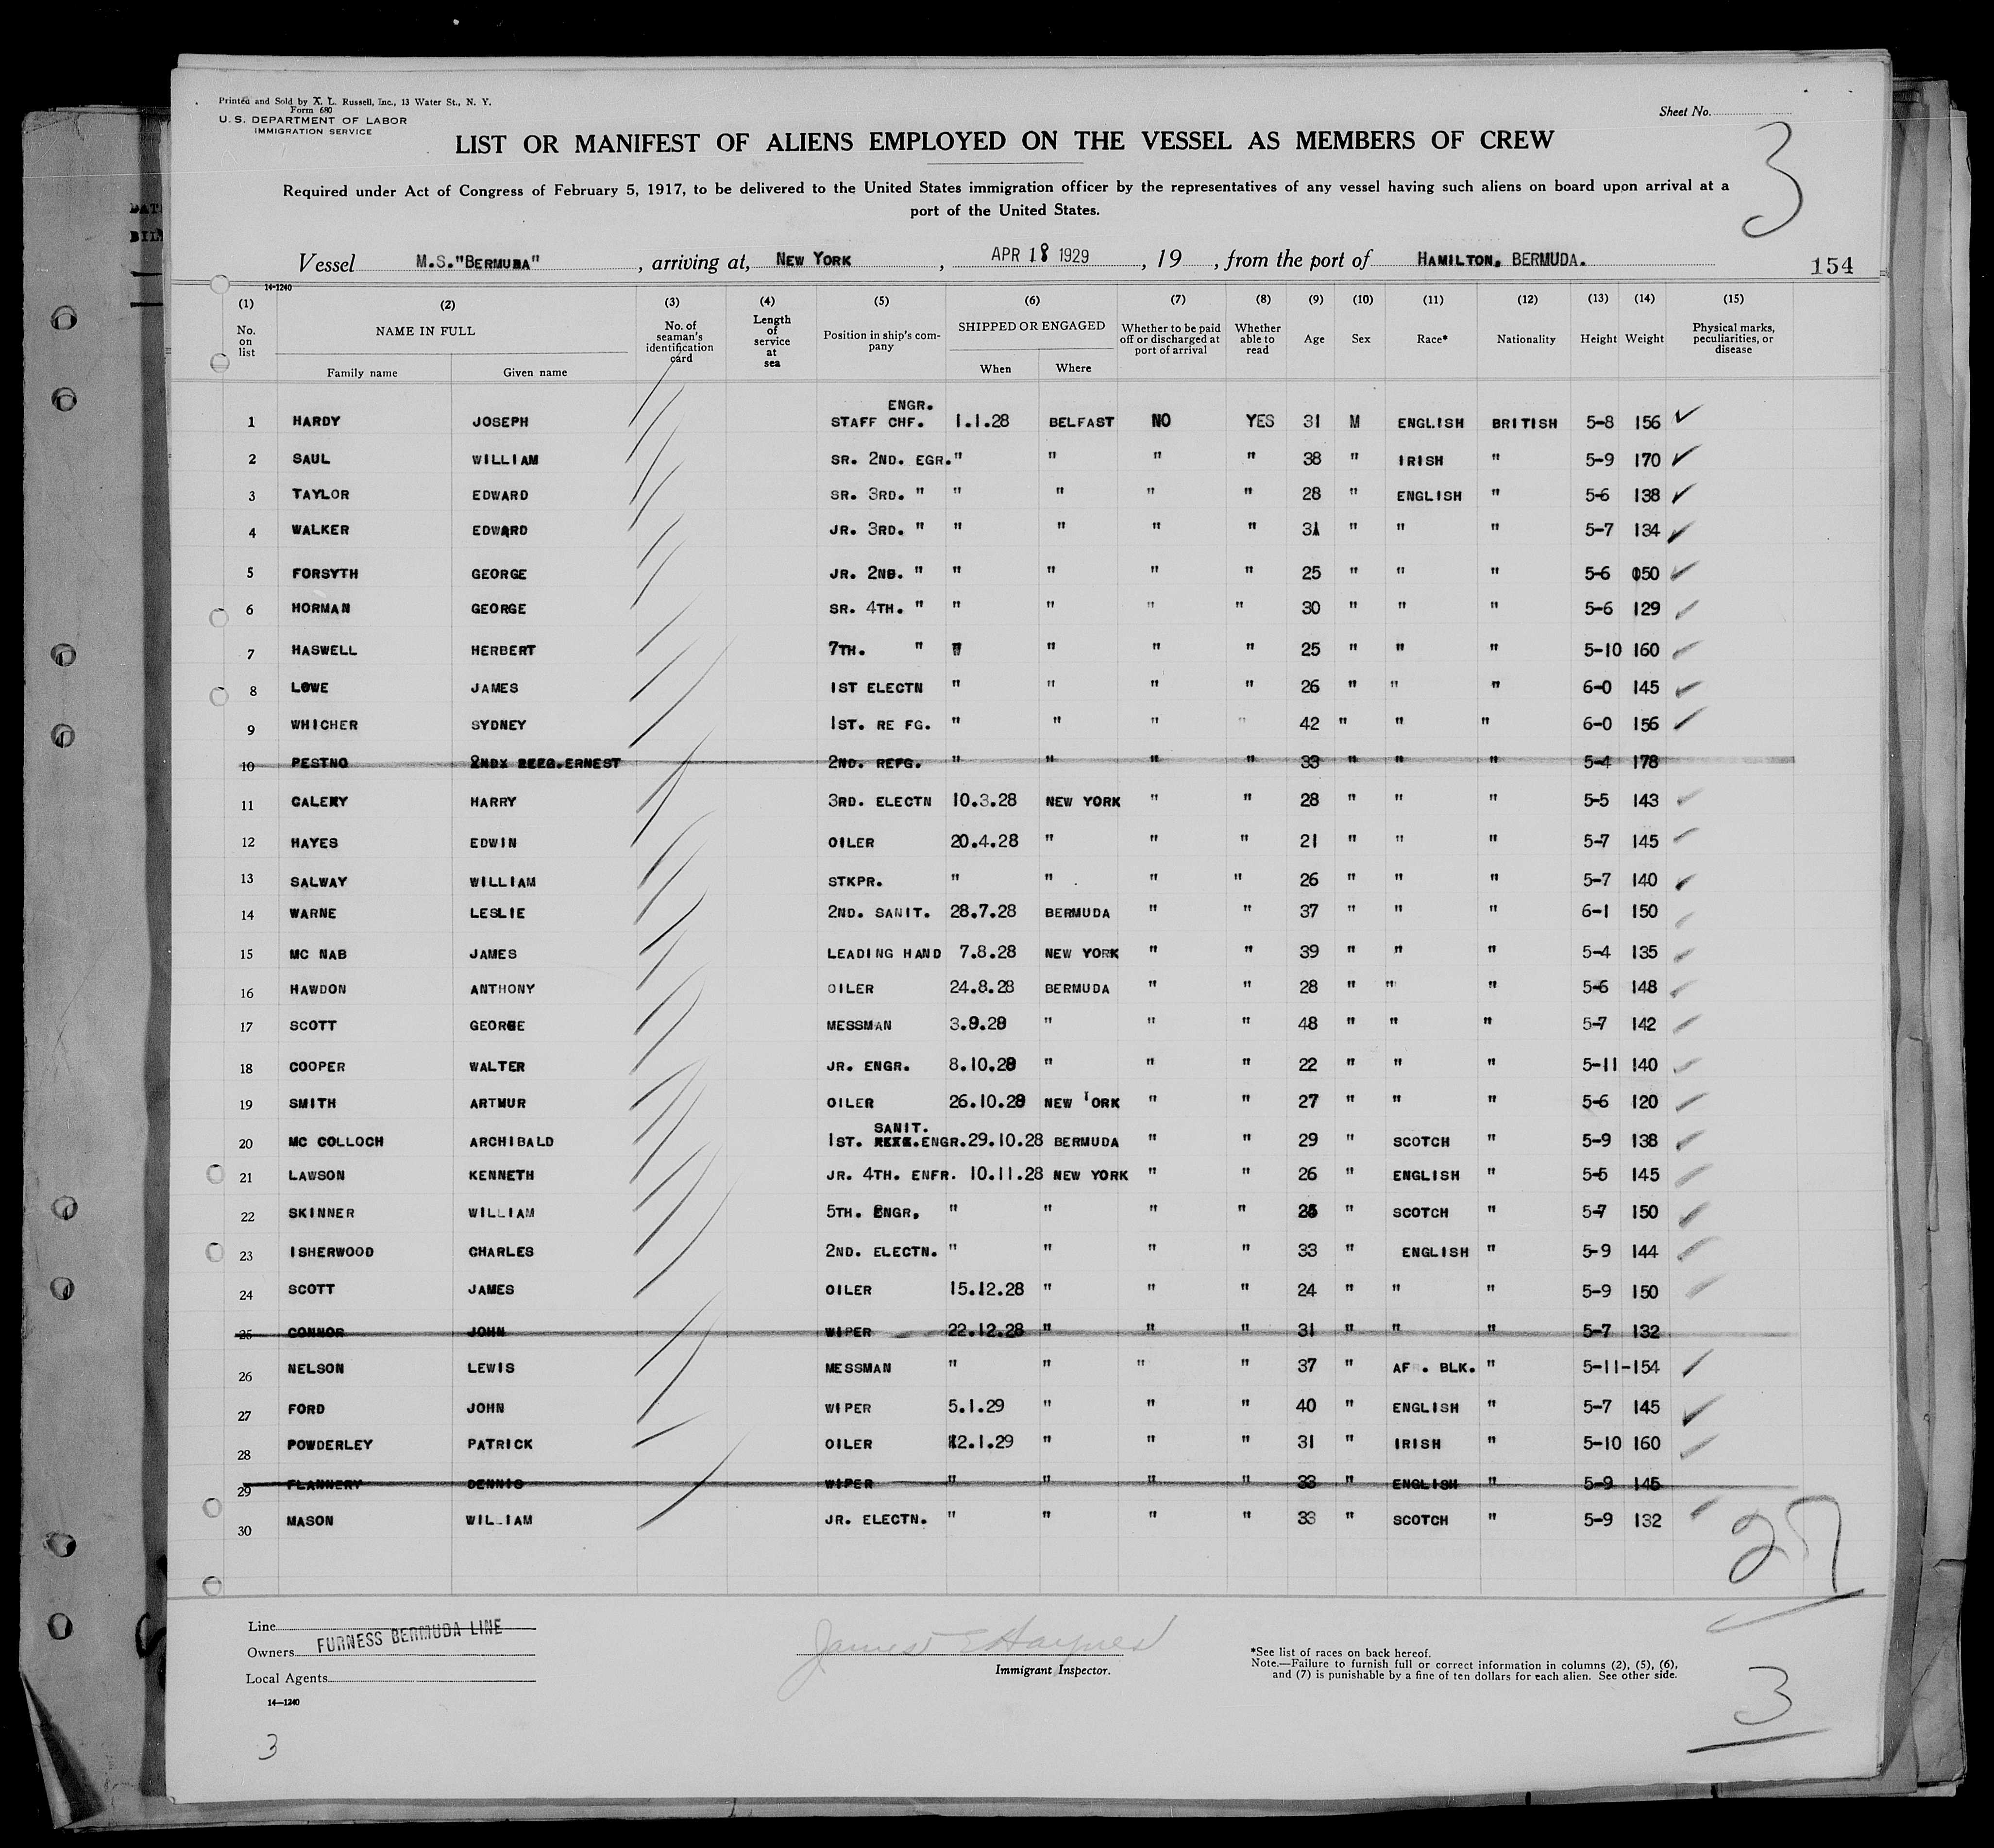 Printed and Sold by X. L. Russell, Inc., 13 Water St., N. Y.
Form 680
U. S. DEPARTMENT OF LABOR
IMMIGRATION SERVICE
Sheet No.
3
LIST OR MANIFEST OF ALIENS EMPLOYED ON THE VESSEL AS MEMBERS OF CREW
Required under Act of Congress of February 5, 1917, to be delivered to the United States immigration officer by the representatives of any vessel having such aliens on board upon arrival at a
port of the United States.
Vessel M.S."BERMUDA" , arriving at, NEW YORK , APR 18 1929 , 19 , from the port of HAMILTON, BERMUDA.
154
14-1240
(1) No. on list (2) NAME IN FULL Family name Given name (3) No. of seaman's identification card (4) Length of service at sea (5) Position in ship's company (6) SHIPPED OR ENGAGED When Where (7) Whether to be paid off or discharged at port of arrival (8) Whether able to read (9) Age (10) Sex (11) Race* (12) Nationality (13) Height (14) Weight (15) Physical marks, peculiarities, or disease
ENGR.
1 HARDY JOSEPH STAFF CHF. 1.1.28 BELFAST NO YES 31 M ENGLISH BRITISH 5-8 156 ✓
2 SAUL WILLIAM SR. 2ND. EGR. " " " " 38 " IRISH " 5-9 170 ✓
3 TAYLOR EDWARD SR. 3RD. " " " " " 28 " ENGLISH " 5-6 138 ✓
4 WALKER EDWARD JR. 3RD. " " " " " 31 " " " 5-7 134 ✓
5 FORSYTH GEORGE JR. 2ND. " " " " " 25 " " " 5-6 050 ✓
6 HORMAN GEORGE SR. 4TH. " " " " " 30 " " " 5-6 129 ✓
7 HASWELL HERBERT 7TH. " " " " " 25 " " " 5-10 160 ✓
8 LOWE JAMES 1ST ELECTN " " " " 26 " " " 6-0 145 ✓
9 WHICHER SYDNEY 1ST. RE FG. " " " " 42 " " " 6-0 156 ✓
10 PESTNO ERNEST 2ND. REFG. " " " " 33 " " " 5-4 178
11 GALERY HARRY 3RD. ELECTN 10.3.28 NEW YORK " " 28 " " " 5-5 143 ✓
12 HAYES EDWIN OILER 20.4.28 " " " 21 " " " 5-7 145 ✓
13 SALWAY WILLIAM STKPR. " " " " 26 " " " 5-7 140 ✓
14 WARNE LESLIE 2ND. SANIT. 28.7.28 BERMUDA " " 37 " " " 6-1 150 ✓
15 MC NAB JAMES LEADING HAND 7.8.28 NEW YORK " " 39 " " " 5-4 135 ✓
16 HAWDON ANTHONY OILER 24.8.28 BERMUDA " " 28 " " " 5-6 148 ✓
17 SCOTT GEORGE MESSMAN 3.9.28 " " " 48 " " " 5-7 142 ✓
18 COOPER WALTER JR. ENGR. 8.10.28 " " " 22 " " " 5-11 140 ✓
19 SMITH ARTMUR OILER 26.10.28 NEW YORK " " 27 " " " 5-6 120 ✓
SANIT.
20 MC COLLOCH ARCHIBALD 1ST. ENGR. 29.10.28 BERMUDA " " 29 " SCOTCH " 5-9 138 ✓
21 LAWSON KENNETH JR. 4TH. ENFR. 10.11.28 NEW YORK " " 26 " ENGLISH " 5-6 145 ✓
22 SKINNER WILLIAM 5TH. ENGR, " " " " " SCOTCH " 5-7 150 ✓
23 ISHERWOOD CHARLES 2ND. ELECTN. " " " " 33 " ENGLISH " 5-9 144 ✓
24 SCOTT JAMES OILER 15.12.28 " " " 24 " " " 5-9 150 ✓
25 CONNOR JOHN WIPER 22.12.28 " " " 31 " " " 5-7 132
26 NELSON LEWIS MESSMAN " " " " 37 " AF . BLK. " 5-11-154 ✓
27 FORD JOHN WIPER 5.1.29 " " " 40 " ENGLISH " 5-7 145 ✓
28 POWDERLEY PATRICK OILER 12.1.29 " " " 31 " IRISH " 5-10 160 ✓
29 FLANNERY DENNIS WIPER " " " " 33 " ENGLISH " 5-9 145
30 MASON WILLIAM JR. ELECTN. " " " " 33 " SCOTCH " 5-9 132 ✓
27
Line
Owners FURNESS BERMUDA LINE
Local Agents
14—1240
James E Haynes
Immigrant Inspector.
*See list of races on back hereof.
Note.—Failure to furnish full or correct information in columns (2), (5), (6),
and (7) is punishable by a fine of ten dollars for each alien. See other side.
3
3